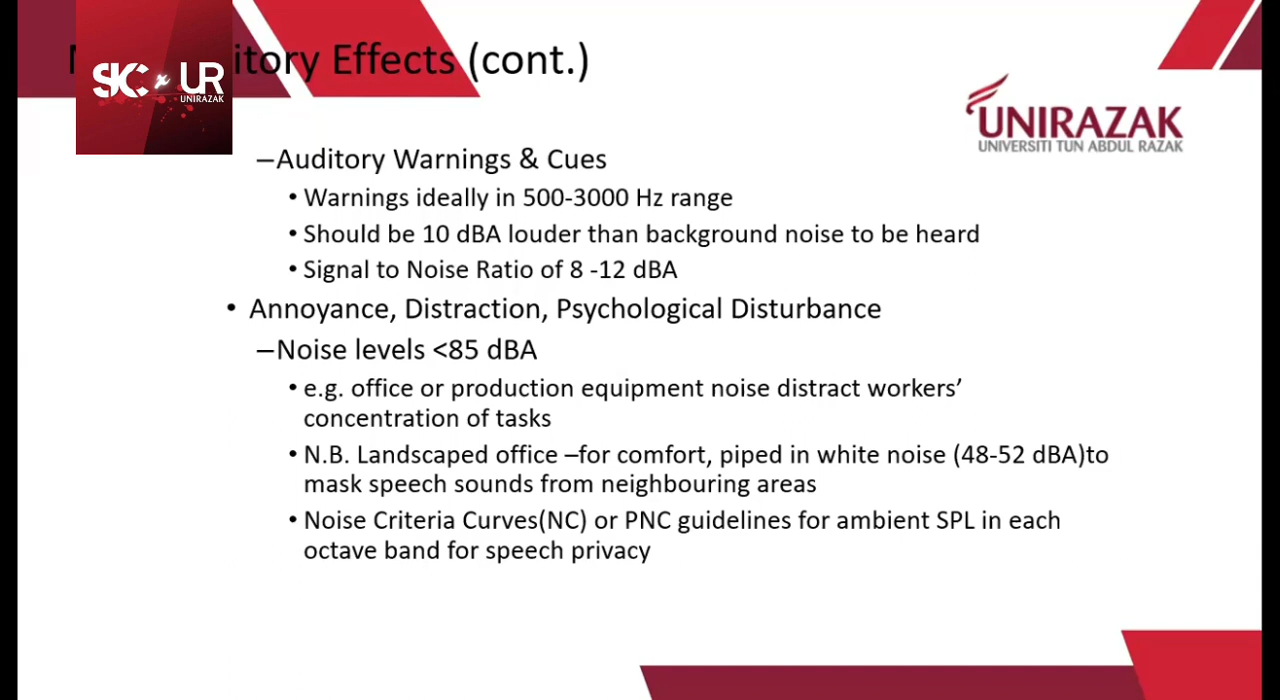 itory Effects (cont.)
SIC x UR
UNIRAZAK
UNIRAZAK
UNIVERSITI TUN ABDUL RAZAK
–Auditory Warnings & Cues
• Warnings ideally in 500-3000 Hz range
• Should be 10 dBA louder than background noise to be heard
• Signal to Noise Ratio of 8 -12 dBA
• Annoyance, Distraction, Psychological Disturbance
–Noise levels <85 dBA
• e.g. office or production equipment noise distract workers’
concentration of tasks
• N.B. Landscaped office –for comfort, piped in white noise (48-52 dBA)to
mask speech sounds from neighbouring areas
• Noise Criteria Curves(NC) or PNC guidelines for ambient SPL in each
octave band for speech privacy